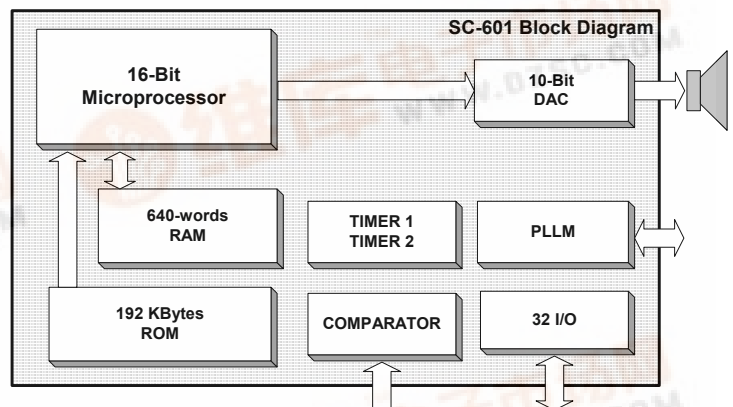 SC-601 Block Diagram
16-Bit
Microprocessor
10-Bit
DAC
640-words
RAM
TIMER 1
TIMER 2
PLLM
192 KBytes
ROM
COMPARATOR
32 I/O